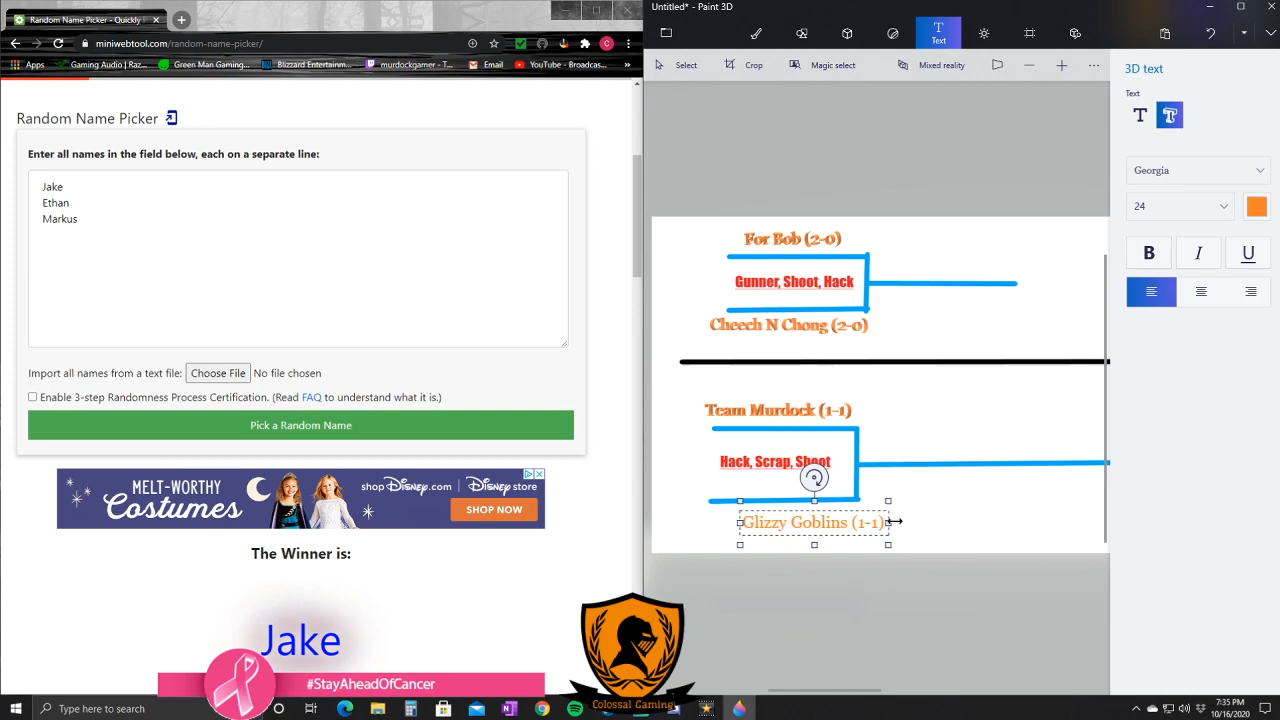 Random Name Picker - Quickly
miniwebtool.com/random-name-picker/
Apps
Gaming Audio | Raz...
Green Man Gaming...
Blizzard Entertainm...
murdockgamer - T...
Email
YouTube - Broadcas...
»
Random Name Picker
Enter all names in the field below, each on a separate line:
Jake
Ethan
Markus
Import all names from a text file: Choose File No file chosen
Enable 3-step Randomness Process Certification. (Read FAQ to understand what it is.)
Pick a Random Name
MELT-WORTHY
Costumes
shop Disney.com | Disney store
SHOP NOW
The Winner is:
Jake
#StayAheadOfCancer
Colossal Gaming
Type here to search
Untitled* - Paint 3D
Text
Select
Crop
Magic select
Mixed reality
3D text
Text
Georgia
24
B I U
For Bob (2-0)
Gunner, Shoot, Hack
Cheech N Chong (2-0)
Team Murdock (1-1)
Hack, Scrap, Shoot
Glizzy Goblins (1-1)
7:35 PM
10/16/2020